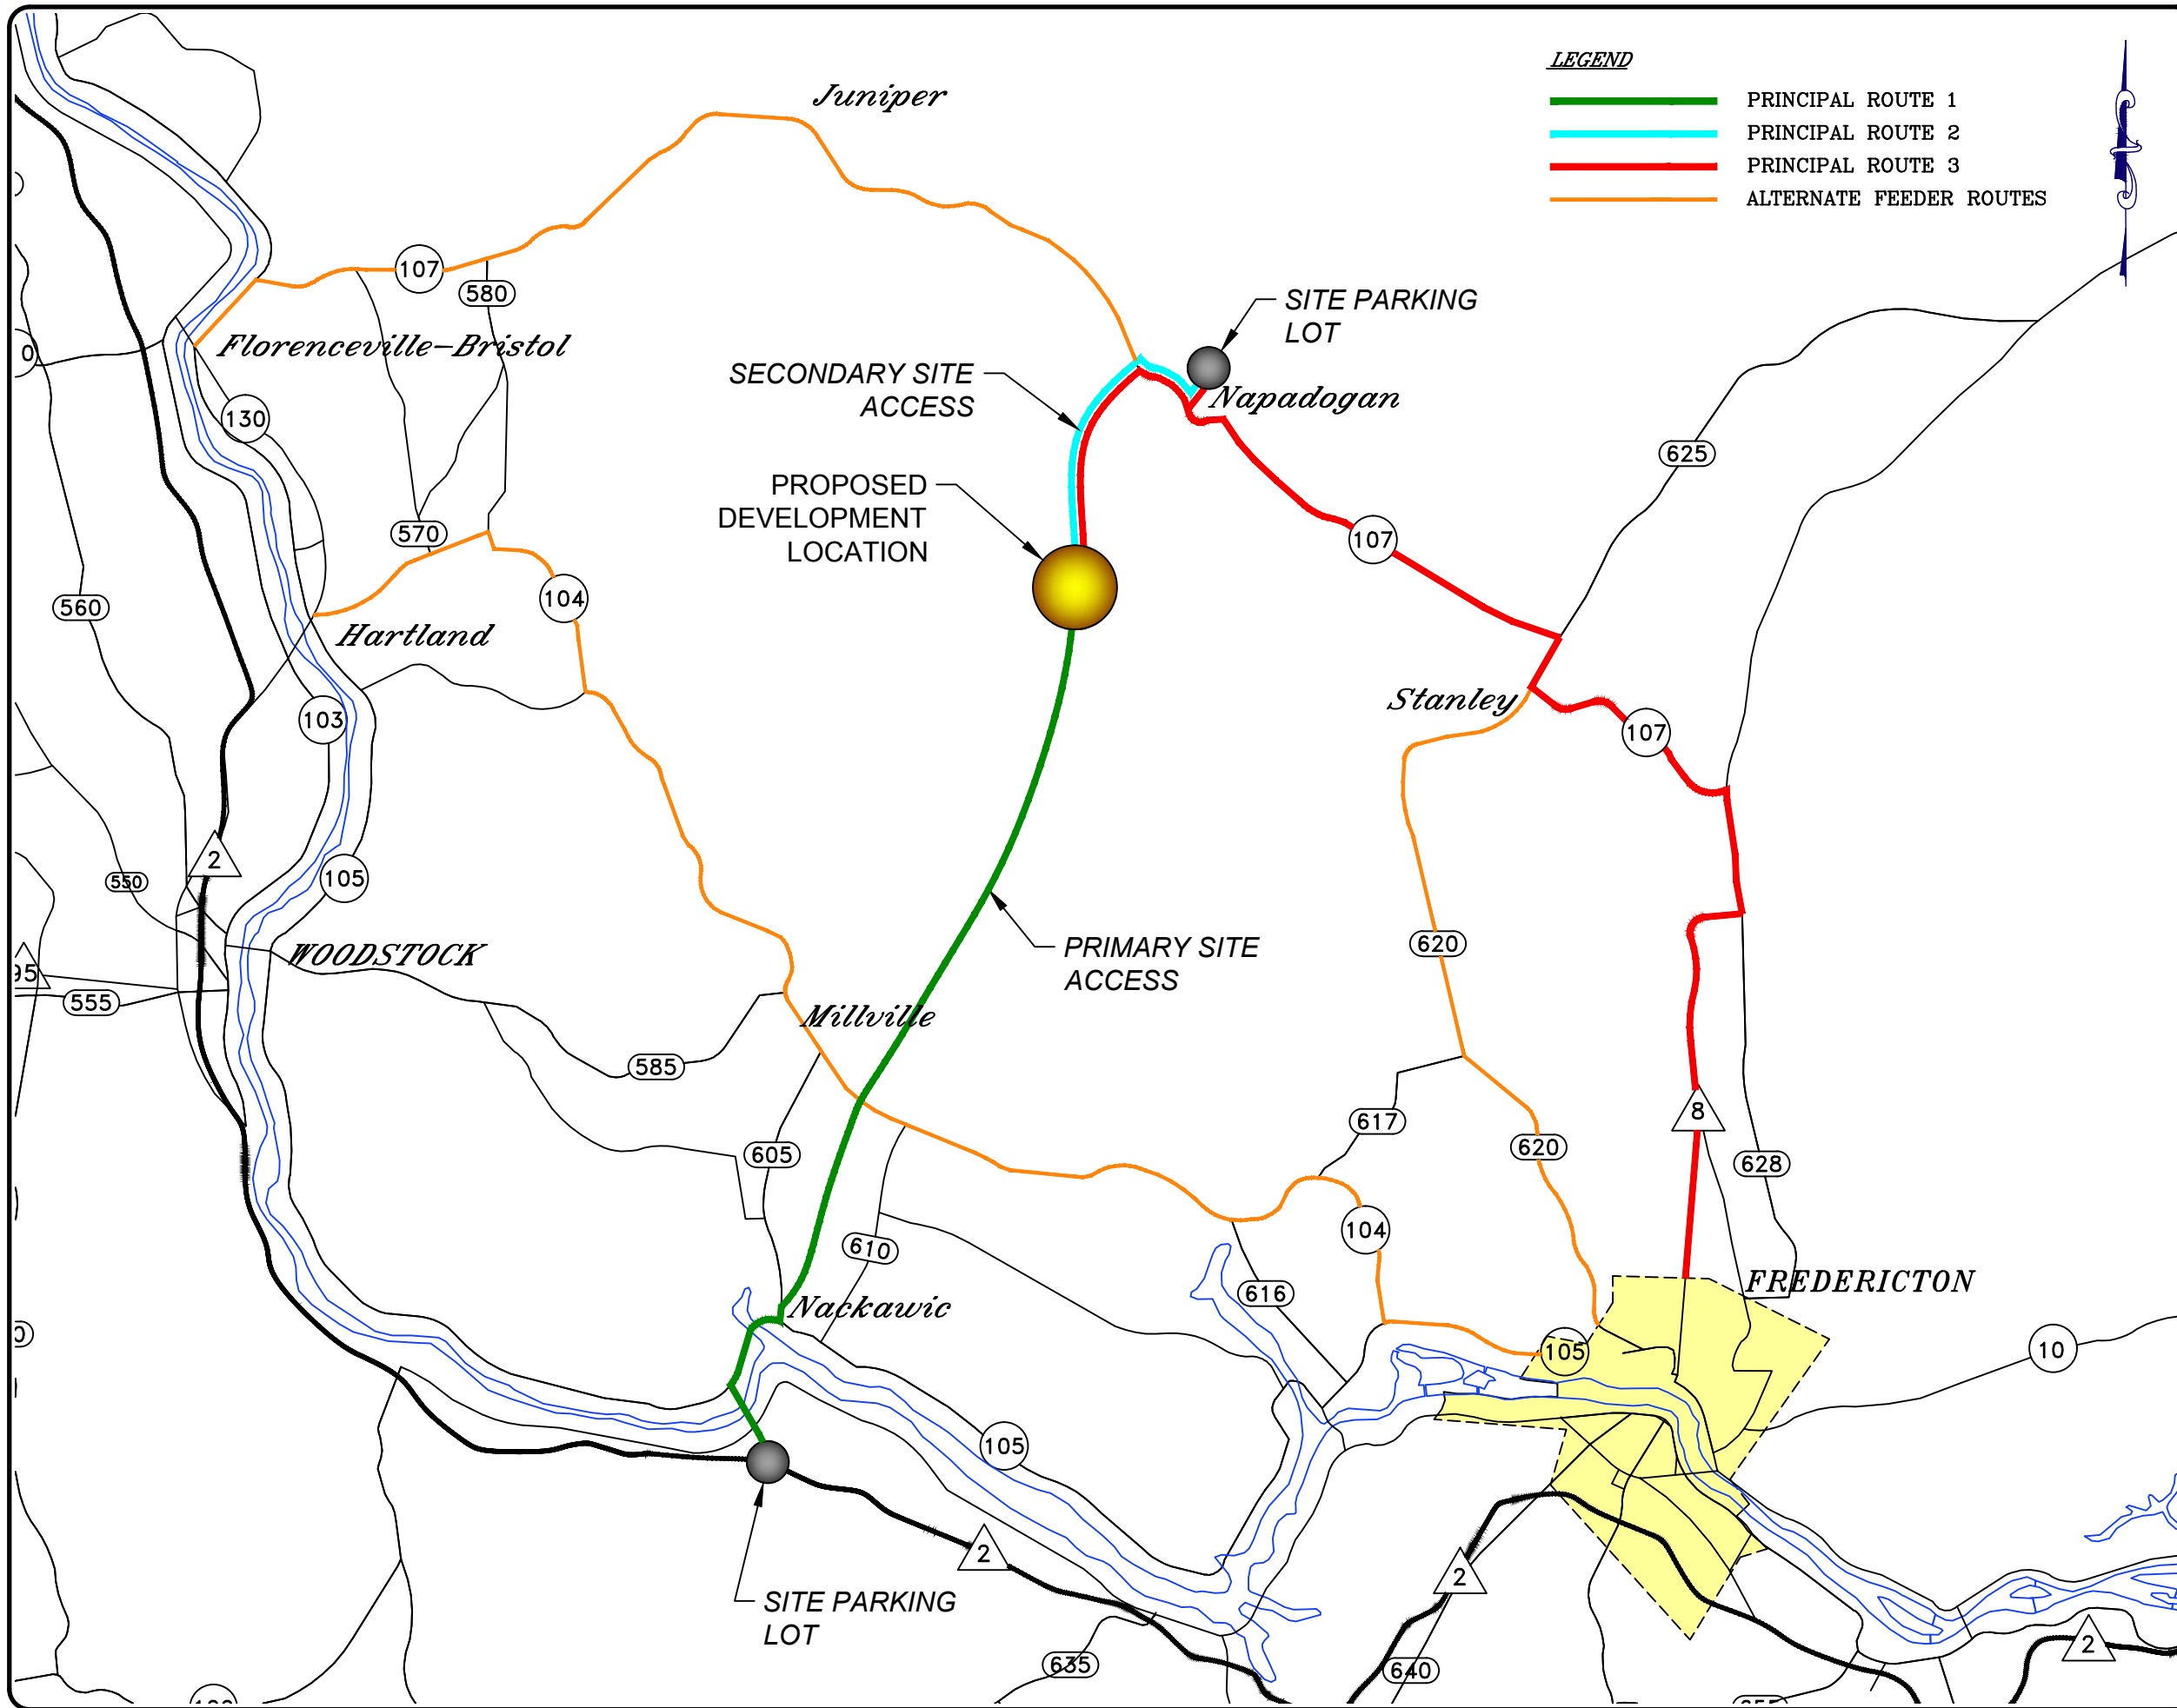 LEGEND
PRINCIPAL ROUTE 1
PRINCIPAL ROUTE 2
PRINCIPAL ROUTE 3
ALTERNATE FEEDER ROUTES
Juniper
107
580
SITE PARKING
LOT
Florenceville-Bristol
0
SECONDARY SITE
ACCESS
Napadogan
130
625
PROPOSED
DEVELOPMENT
LOCATION
570
107
104
560
Hartland
Stanley
103
107
2
550
105
620
WOODSTOCK
PRIMARY SITE
ACCESS
95
555
Millville
585
8
617
605
620
628
104
610
FREDERICTON
616
Nackawic
0
105
10
105
2
2
SITE PARKING
LOT
2
635
640